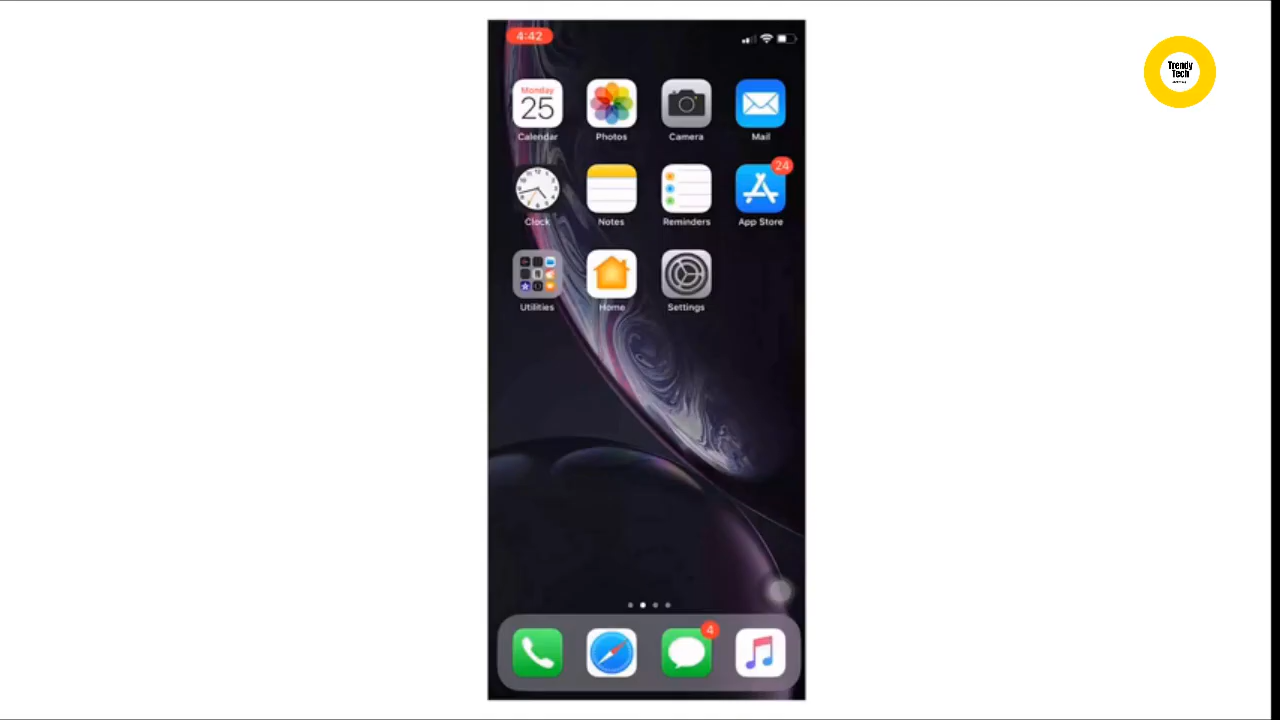 4:42
Trendy
Tech
Monday
25
Calendar
Photos
Camera
Mail
24
Clock
Notes
Reminders
App Store
Utilities
Home
Settings
4